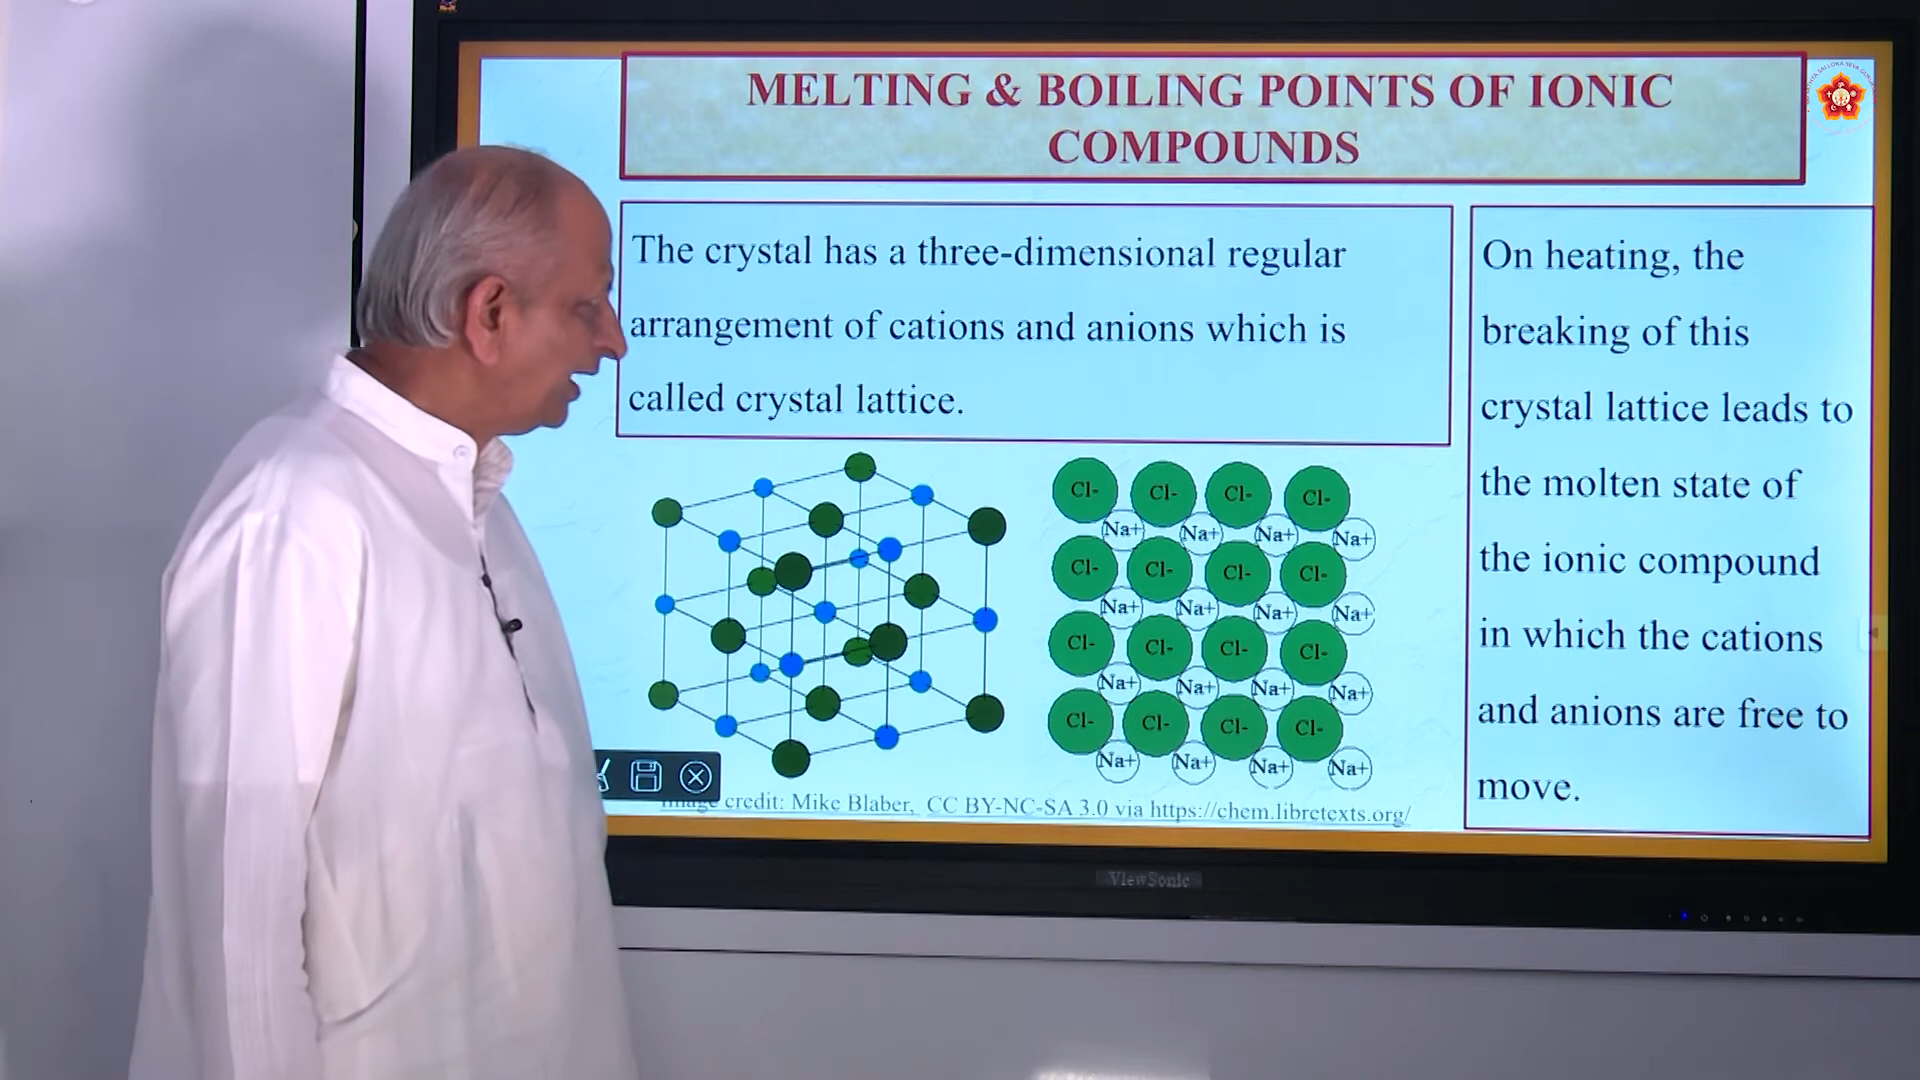 MELTING & BOILING POINTS OF IONIC
COMPOUNDS
The crystal has a three-dimensional regular
arrangement of cations and anions which is
called crystal lattice.
On heating, the
breaking of this
crystal lattice leads to
the molten state of
the ionic compound
in which the cations
and anions are free to
move.
Cl- Cl- Cl- Cl-
Na+ Na+ Na+ Na+
Cl- Cl- Cl- Cl-
Na+ Na+ Na+ Na+
Cl- Cl- Cl- Cl-
Na+ Na+ Na+ Na+
Cl- Cl- Cl- Cl-
Na+ Na+ Na+ Na+
Image credit: Mike Blaber, CC BY-NC-SA 3.0 via https://chem.libretexts.org/
ViewSonic